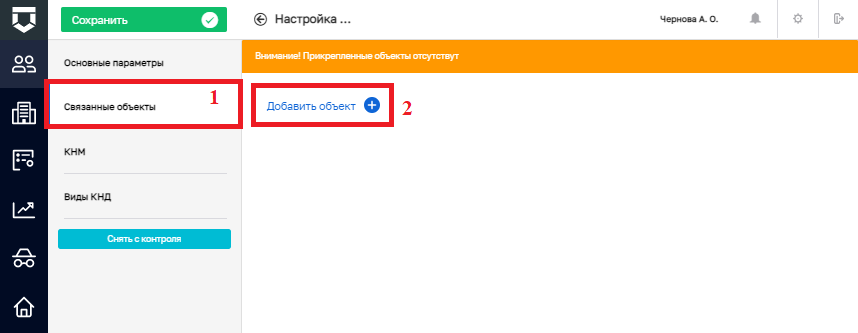 Сохранить
Настройка ...
Чернова А. О.
Основные параметры
Внимание! Прикрепленные объекты отсутствуют
Связанные объекты
1
Добавить объект
2
КНМ
Виды КНД
Снять с контроля